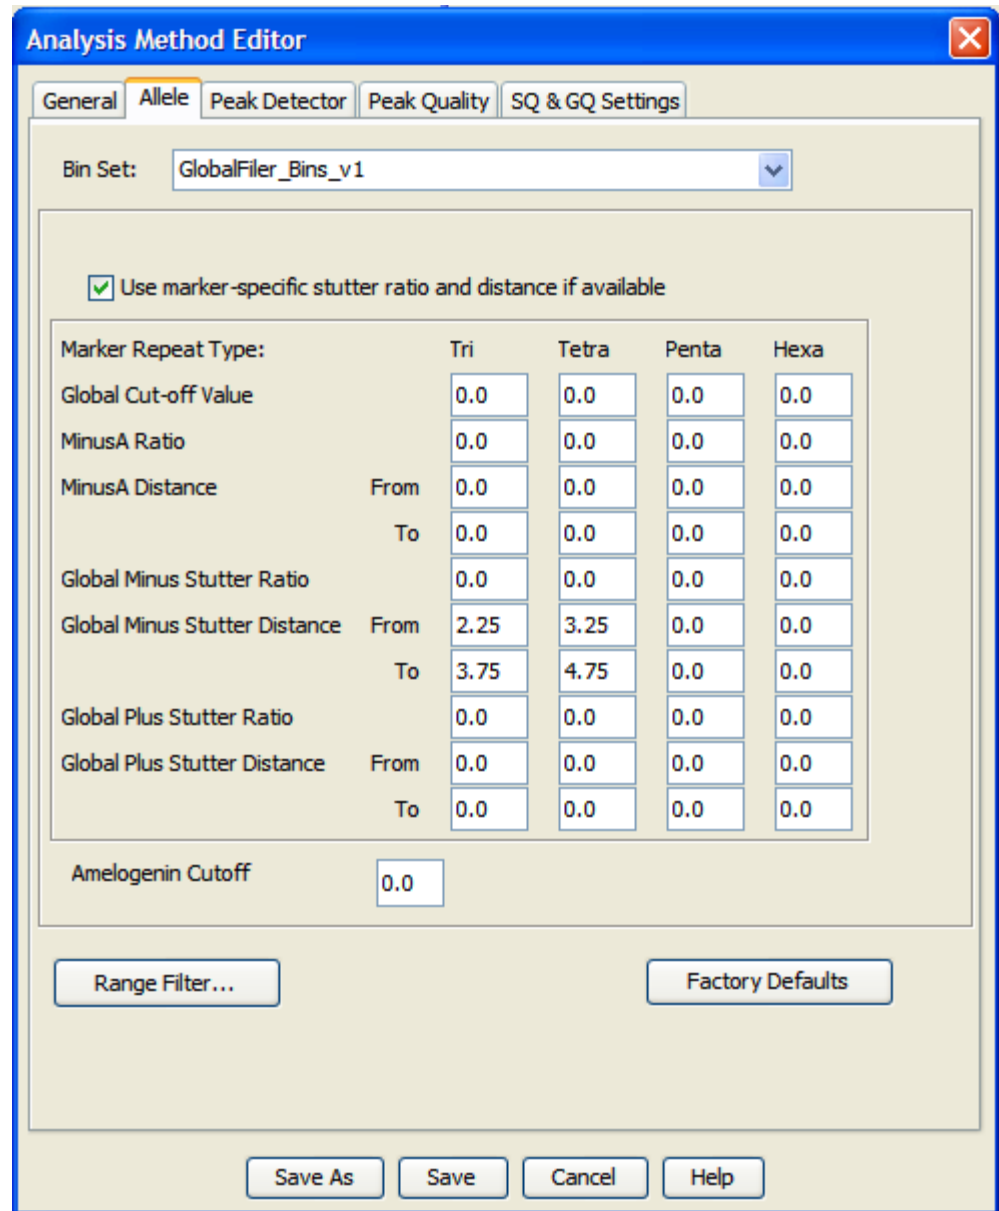 Analysis Method Editor
General Allele Peak Detector Peak Quality SQ & GQ Settings
Bin Set: GlobalFiler_Bins_v1
Use marker-specific stutter ratio and distance if available
Marker Repeat Type: Tri Tetra Penta Hexa
Global Cut-off Value 0.0 0.0 0.0 0.0
MinusA Ratio 0.0 0.0 0.0 0.0
MinusA Distance From 0.0 0.0 0.0 0.0
To 0.0 0.0 0.0 0.0
Global Minus Stutter Ratio 0.0 0.0 0.0 0.0
Global Minus Stutter Distance From 2.25 3.25 0.0 0.0
To 3.75 4.75 0.0 0.0
Global Plus Stutter Ratio 0.0 0.0 0.0 0.0
Global Plus Stutter Distance From 0.0 0.0 0.0 0.0
To 0.0 0.0 0.0 0.0
Amelogenin Cutoff 0.0
Range Filter... Factory Defaults
Save As Save Cancel Help